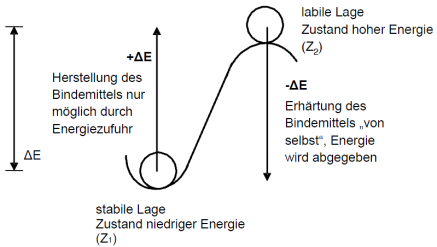 labile Lage
Zustand hoher Energie
(Z2)
+ΔE
Herstellung des
Bindemittels nur
möglich durch
Energiezufuhr
-ΔE
Erhärtung des
Bindemittels „von
selbst“, Energie
wird abgegeben
ΔE
stabile Lage
Zustand niedriger Energie
(Z1)